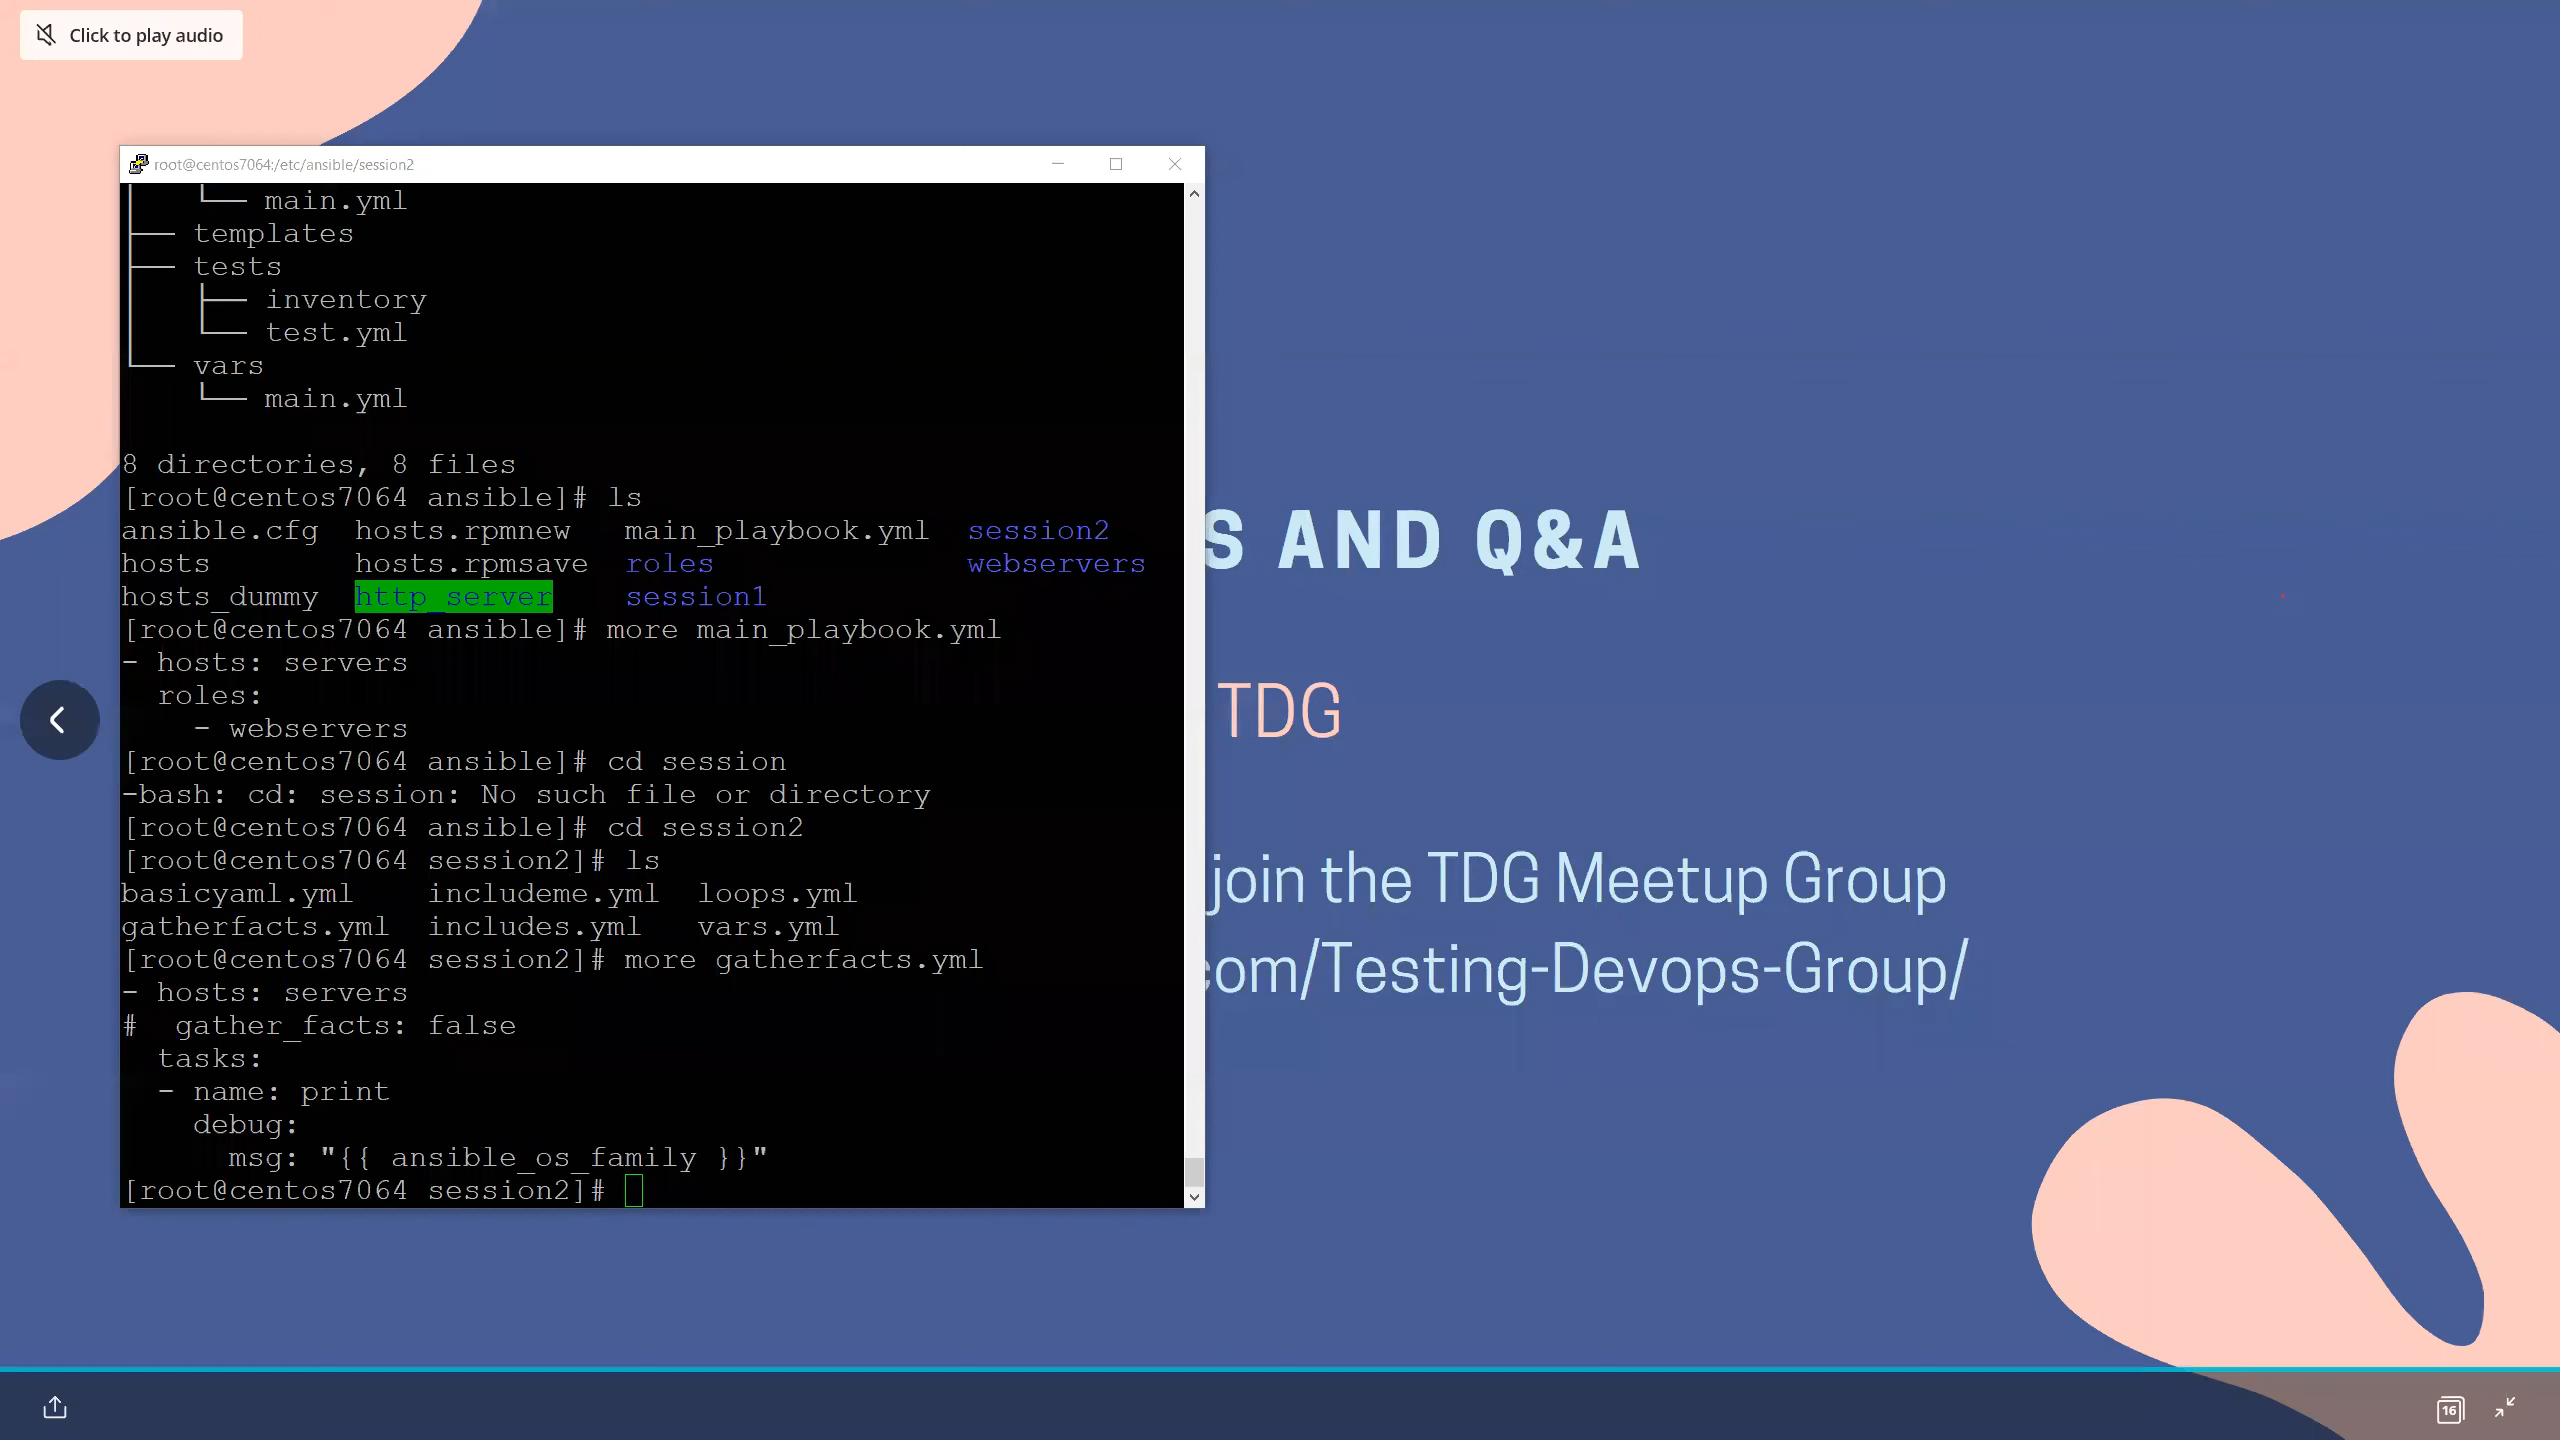 Click to play audio
root@centos7064:/etc/ansible/session2
│   └── main.yml
├── templates
├── tests
│   ├── inventory
│   └── test.yml
└── vars
    └── main.yml
8 directories, 8 files
[root@centos7064 ansible]# ls
ansible.cfg  hosts.rpmnew   main_playbook.yml  session2
hosts        hosts.rpmsave  roles              webservers
hosts_dummy  http_server    session1
[root@centos7064 ansible]# more main_playbook.yml
- hosts: servers
  roles:
    - webservers
[root@centos7064 ansible]# cd session
-bash: cd: session: No such file or directory
[root@centos7064 ansible]# cd session2
[root@centos7064 session2]# ls
basicyaml.yml    includeme.yml  loops.yml
gatherfacts.yml  includes.yml   vars.yml
[root@centos7064 session2]# more gatherfacts.yml
- hosts: servers
#  gather_facts: false
  tasks:
  - name: print
    debug:
      msg: "{{ ansible_os_family }}"
[root@centos7064 session2]#
S AND Q&A
TDG
join the TDG Meetup Group
com/Testing-Devops-Group/
16